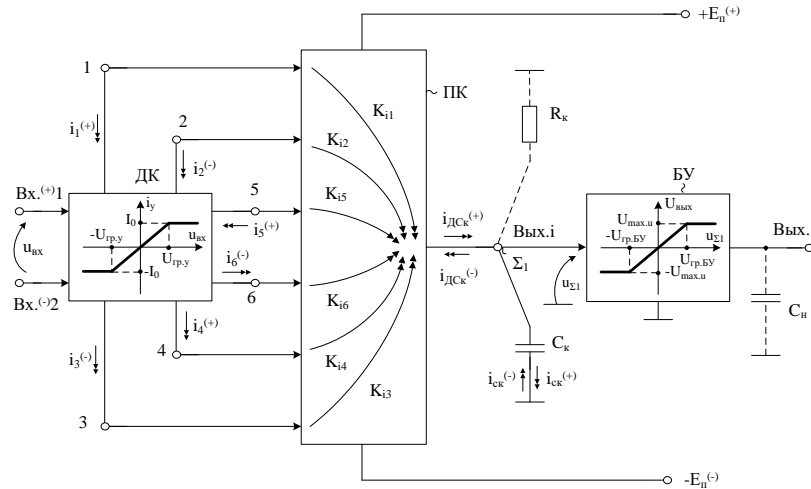 +Eп(+)
1
ПК
Ki1
Rк
i1(+)
2
Ki2
ДК
i2(-)
БУ
Вх.(+)1
iу
I0
5
Ki5
iДСк(+)
Uвых
Umax.u
-Uгр.у
uвх
-Uгр.БУ
uΣ1
i5(+)
Вых.i
Вых.
uвх
Uгр.у
i6(-)
Σ1
Uгр.БУ
-I0
iДСк(-)
uΣ1
-Umax.u
Вх.(-)2
6
Ki6
Cн
i4(+)
Cк
i3(-)
4
Ki4
iск(-)
iск(+)
Ki3
3
-Eп(-)